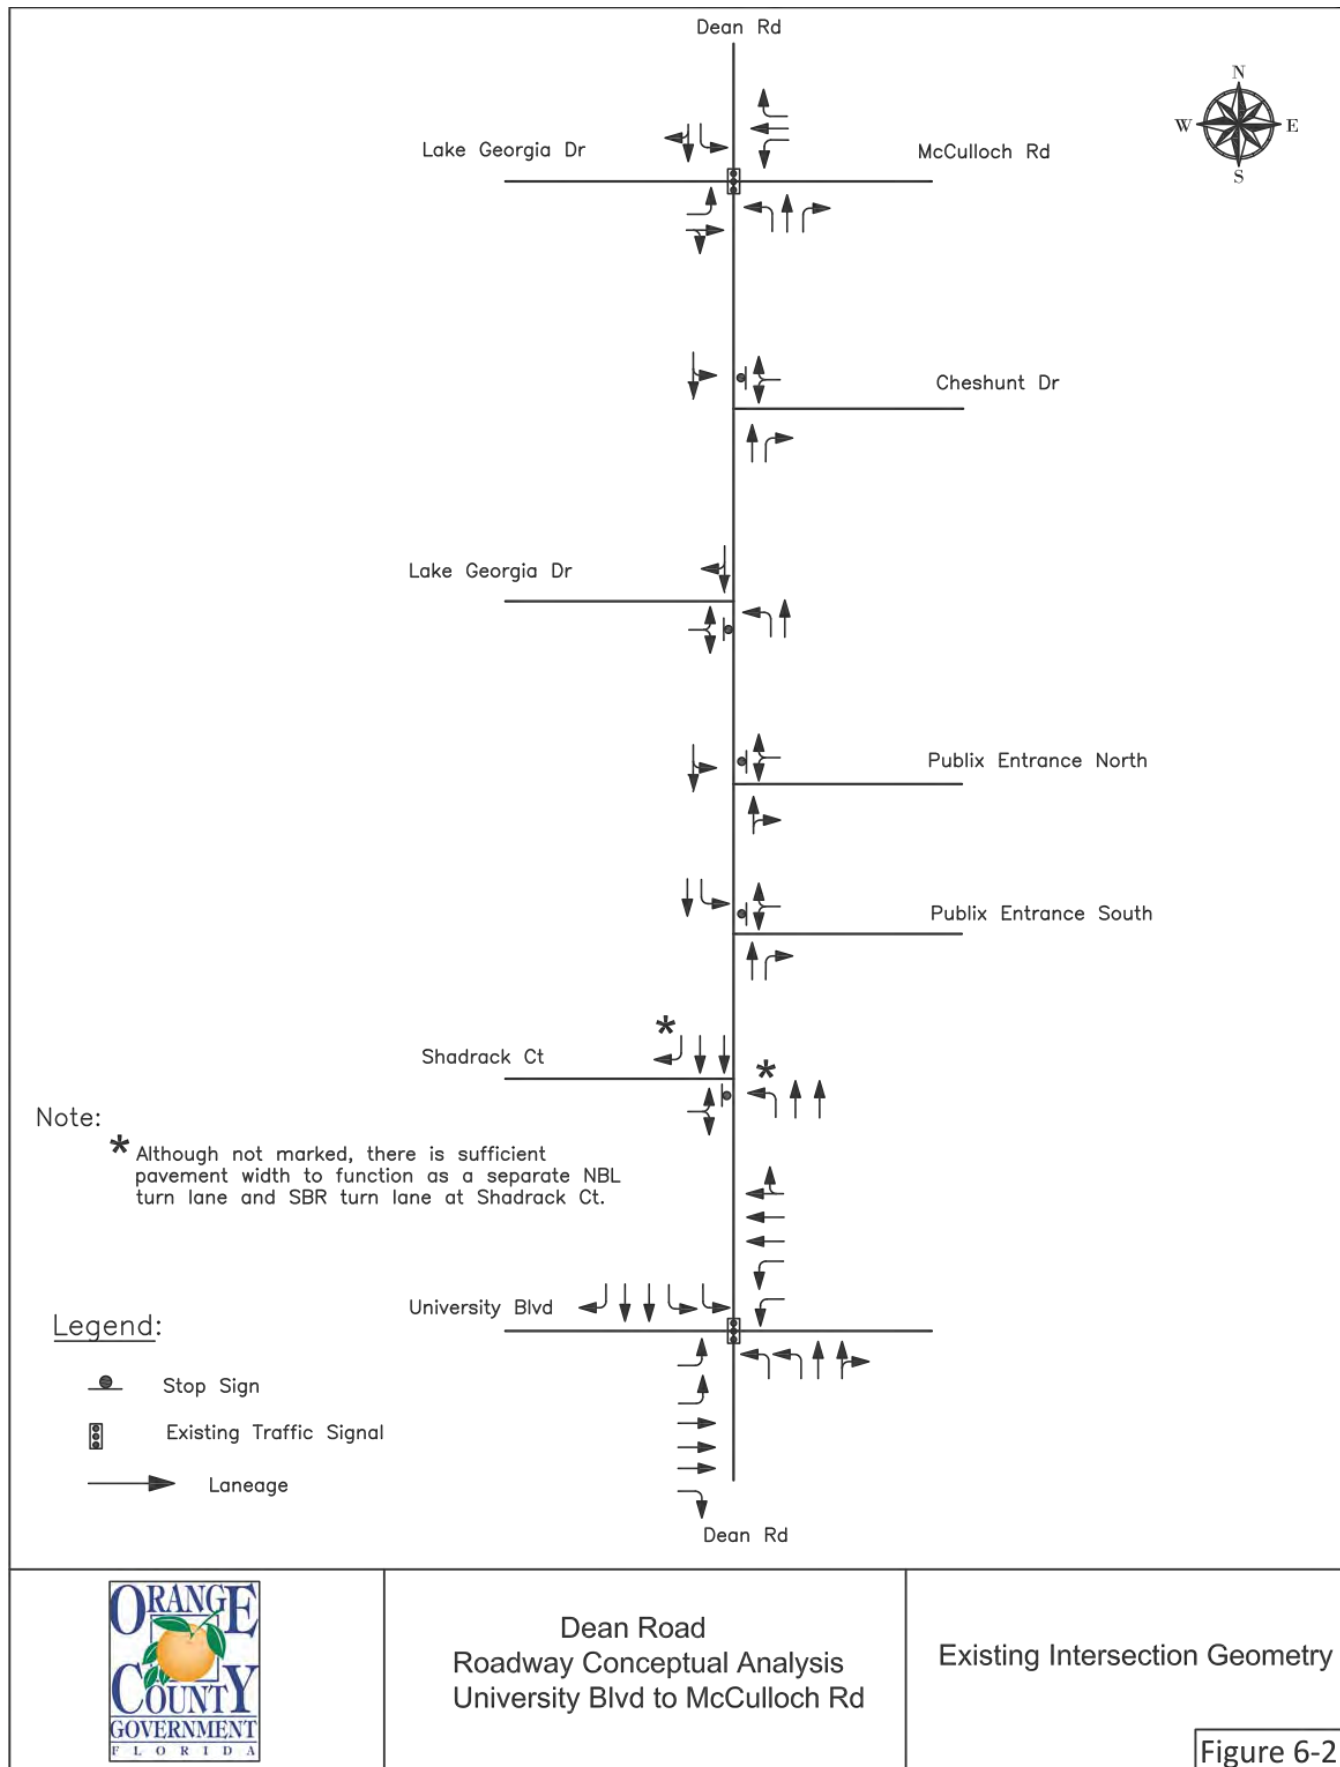 Dean Rd
N
W E
S
Lake Georgia Dr
McCulloch Rd
Cheshunt Dr
Lake Georgia Dr
Publix Entrance North
Publix Entrance South
*
Shadrack Ct
*
Note:
* Although not marked, there is sufficient
pavement width to function as a separate NBL
turn lane and SBR turn lane at Shadrack Ct.
University Blvd
Legend:
Stop Sign
Existing Traffic Signal
Laneage
Dean Rd
ORANGE
COUNTY
GOVERNMENT
FLORIDA
Dean Road
Roadway Conceptual Analysis
University Blvd to McCulloch Rd
Existing Intersection Geometry
Figure 6-2